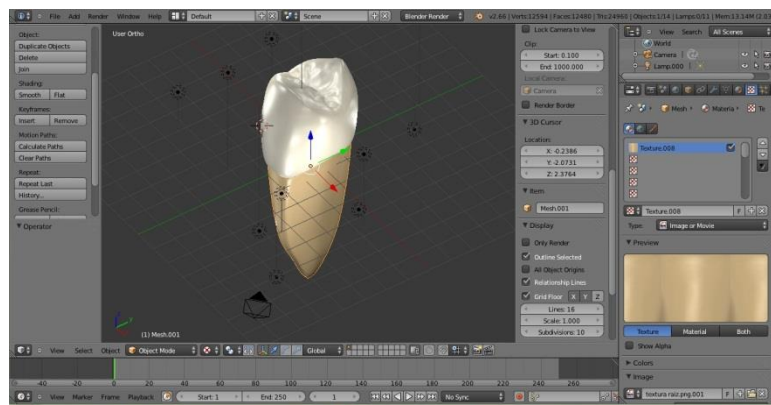 File Add Render Window Help Default Scene Blender Render v2.66 | Verts:12594 | Faces:12480 | Tris:24960 | Objects:1/14 | Lamps:0/11 | Mem:13.14M
Object:
Duplicate Objects
Delete
Join
Shading:
Smooth Flat
Keyframes:
Insert Remove
Motion Paths:
Calculate Paths
Clear Paths
Repeat:
Repeat Last
History...
Grease Pencil:
Operator
User Ortho
(1) Mesh.001
Lock Camera to View
Clip:
Start: 0.100
End: 1000.000
Local Camera:
Camera
Render Border
3D Cursor
Location:
X: -0.2386
Y: -2.0731
Z: 2.3764
Item
Mesh.001
Display
Only Render
Outline Selected
All Object Origins
Relationship Lines
Grid Floor X Y Z
Lines: 16
Scale: 1.000
Subdivisions: 10
View Search All Scenes
World
Camera
Lamp.000
Mesh Materia Te
Texture.008
Texture.008 F
Type: Image or Movie
Preview
Texture Material Both
Show Alpha
Colors
Image
textura raiz.png.001 F
View Select Object Object Mode Global
-40 -20 0 20 40 60 80 100 120 140 160 180 200 220 240 260
View Marker Frame Playback Start: 1 End: 250 1 No Sync